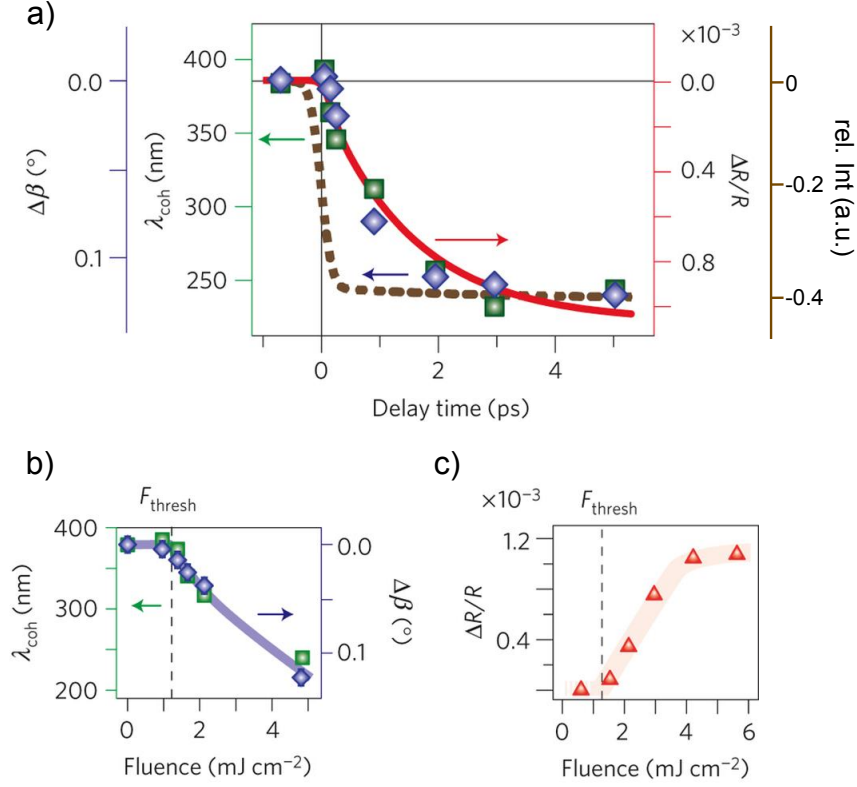 a)
×10⁻³
400
350
300
250
λcoh (nm)
0.0
0.1
Δβ (°)
0.0
0.4
0.8
ΔR/R
0
-0.2
-0.4
rel. Int (a.u.)
0
2
4
Delay time (ps)
b)
Fthresh
400
300
200
λcoh (nm)
0.0
0.1
Δβ (°)
0
2
4
Fluence (mJ cm⁻²)
c)
×10⁻³
Fthresh
1.2
0.4
ΔR/R
0
2
4
6
Fluence (mJ cm⁻²)